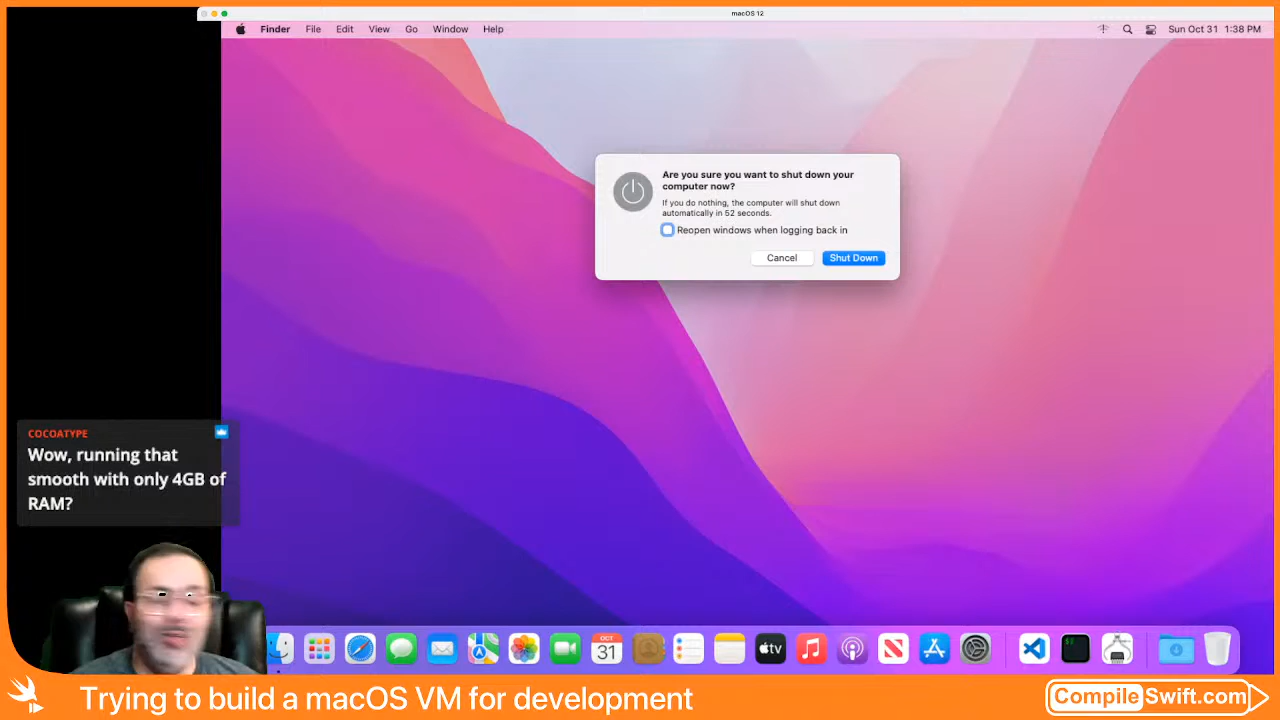 macOS 12
Finder File Edit View Go Window Help
Sun Oct 31 1:38 PM
Are you sure you want to shut down your
computer now?
If you do nothing, the computer will shut down
automatically in 52 seconds.
Reopen windows when logging back in
Cancel
Shut Down
COCOATYPE
Wow, running that
smooth with only 4GB of
RAM?
OCT
31
tv
$
Trying to build a macOS VM for development
CompileSwift.com